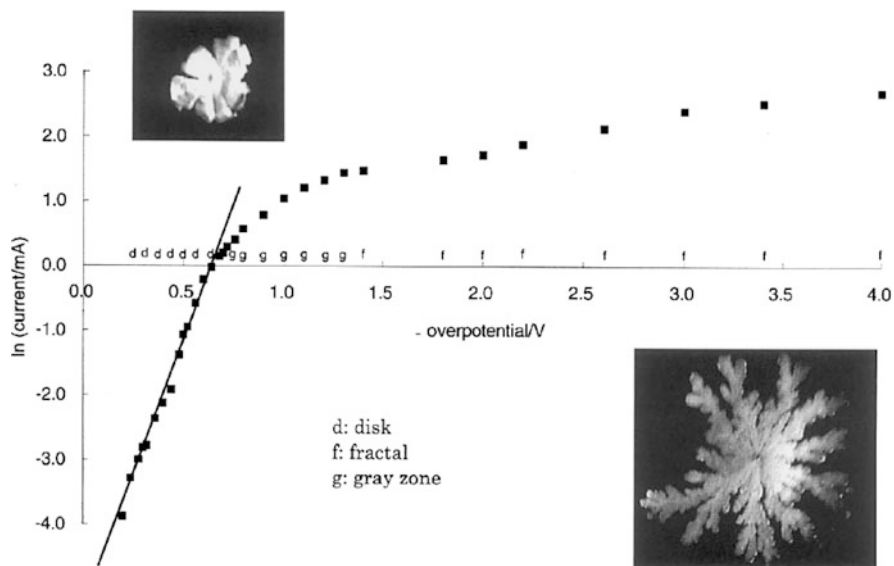 3.0
2.0
1.0
d d d d d d d g g g g g g g f f f f f f f
0.0
0.0 0.5 1.0 1.5 2.0 2.5 3.0 3.5 4.0
-1.0
- overpotential/V
-2.0
-3.0
-4.0
ln (current/mA)
d: disk
f: fractal
g: gray zone